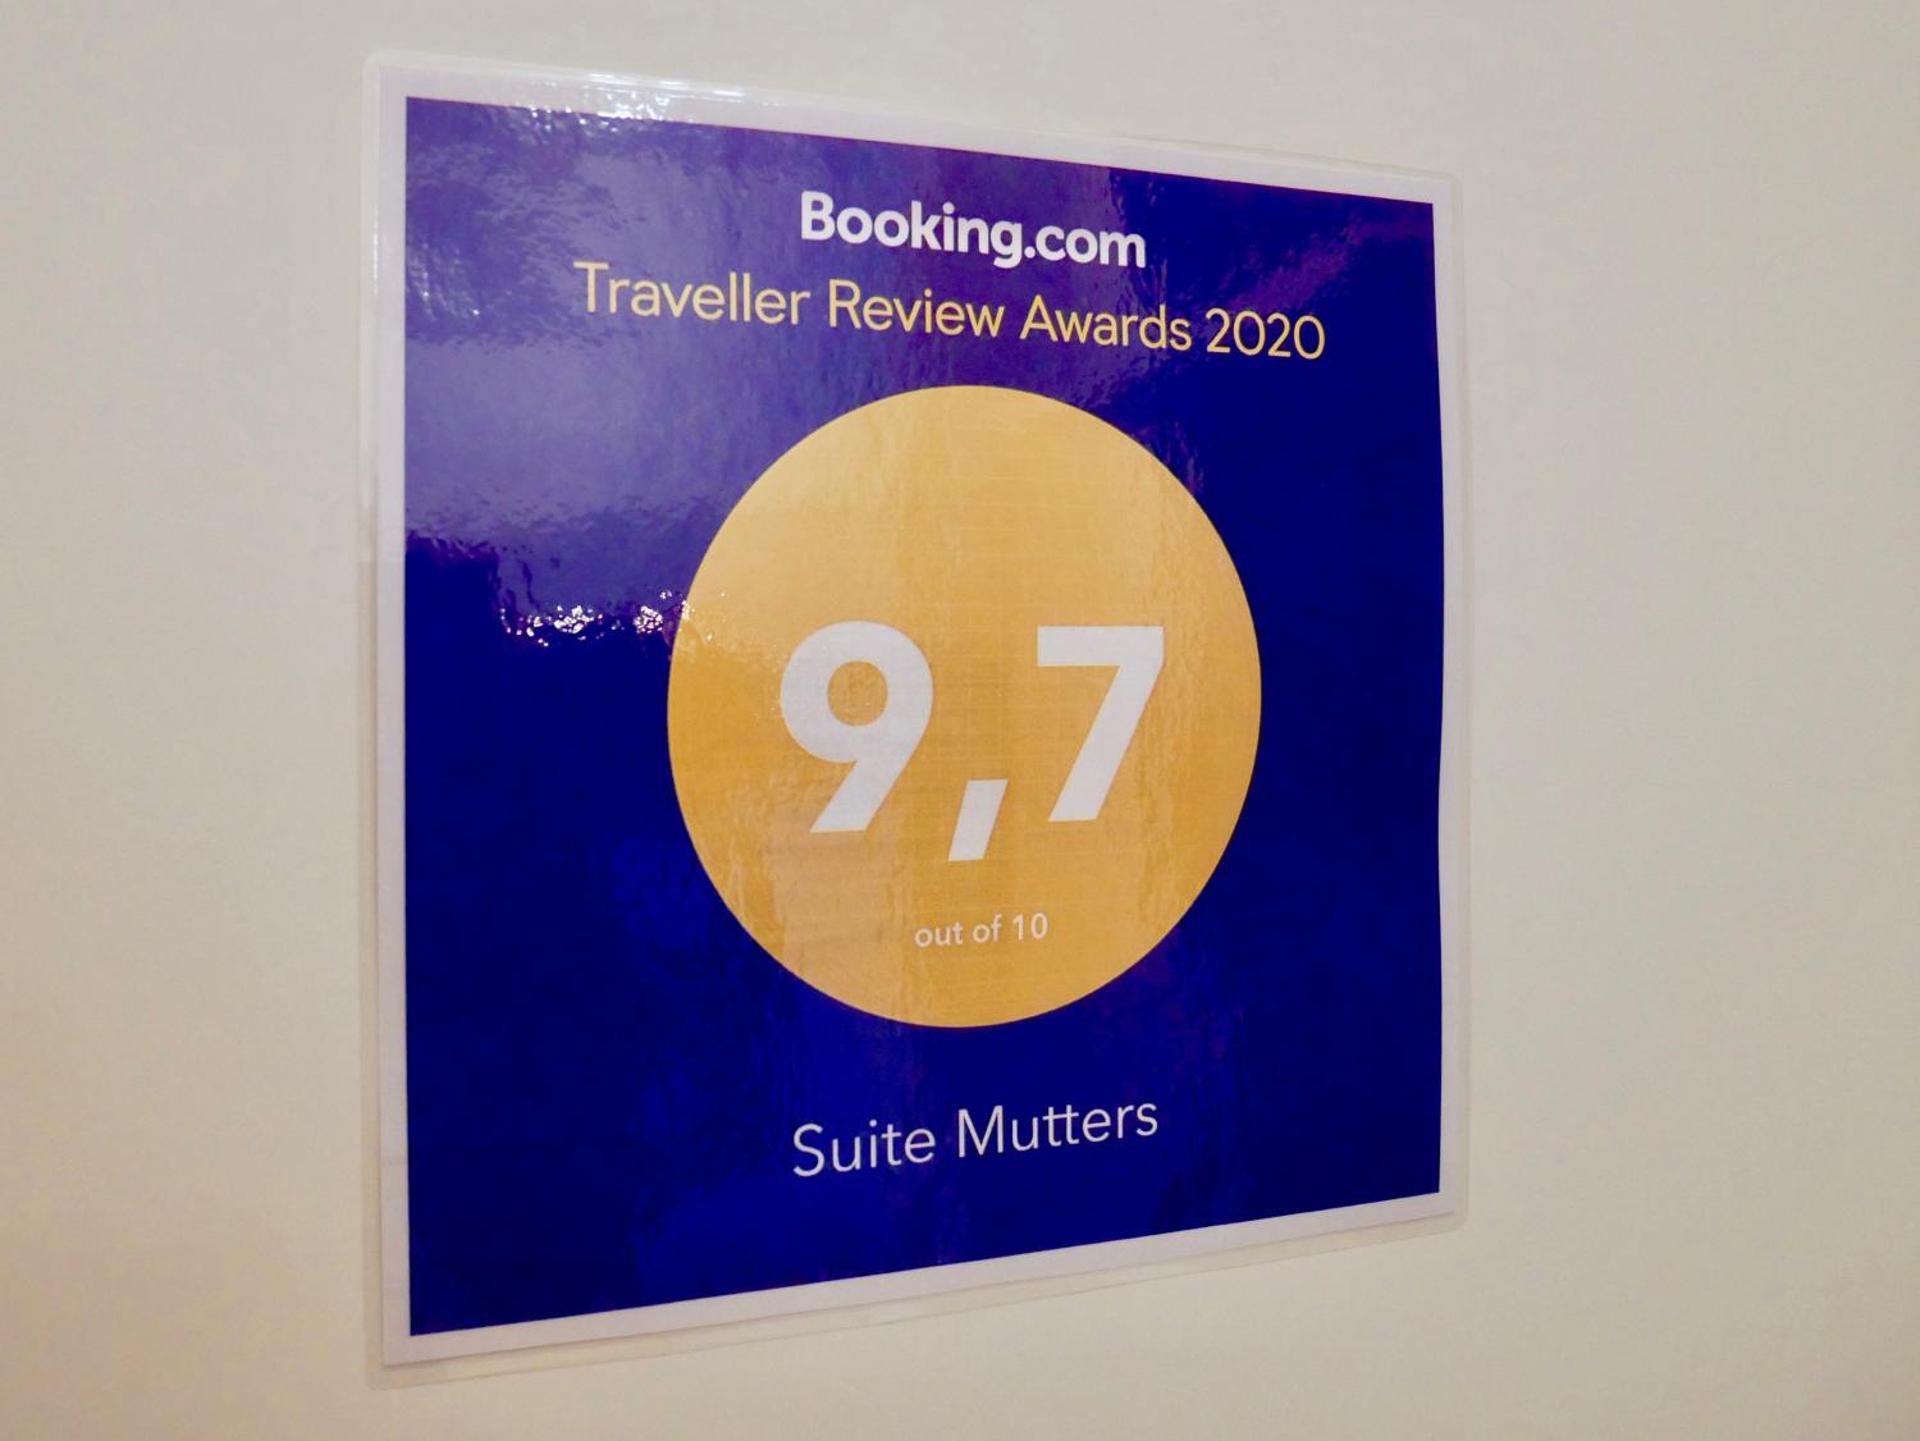 Booking.com
Traveller Review Awards 2020
9,7
out of 10
Suite Mutters